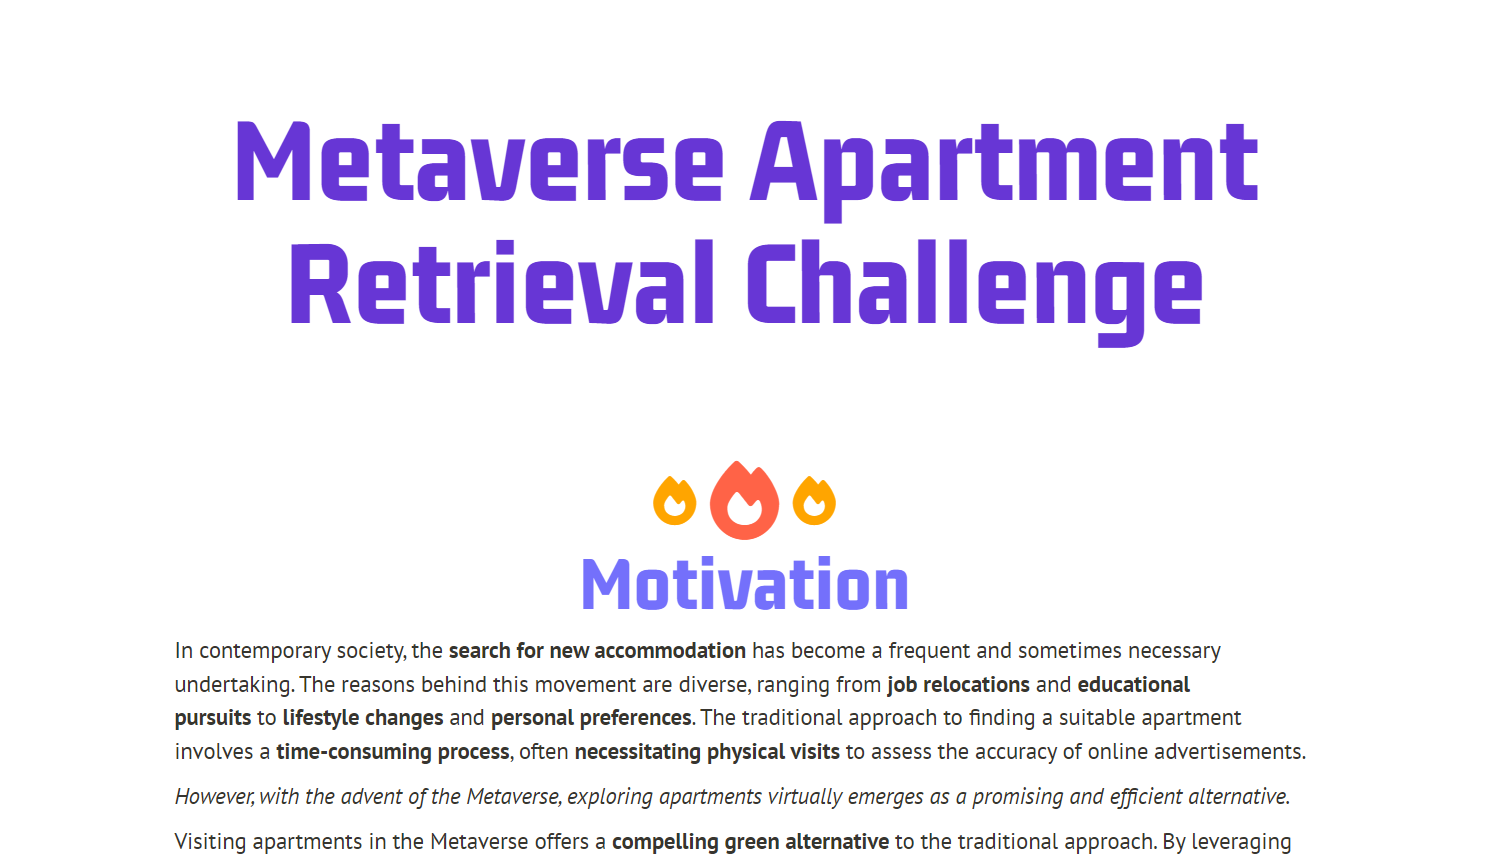 Metaverse Apartment
Retrieval Challenge
Motivation
In contemporary society, the search for new accommodation has become a frequent and sometimes necessary
undertaking. The reasons behind this movement are diverse, ranging from job relocations and educational
pursuits to lifestyle changes and personal preferences. The traditional approach to finding a suitable apartment
involves a time-consuming process, often necessitating physical visits to assess the accuracy of online advertisements.
However, with the advent of the Metaverse, exploring apartments virtually emerges as a promising and efficient alternative.
Visiting apartments in the Metaverse offers a compelling green alternative to the traditional approach. By leveraging